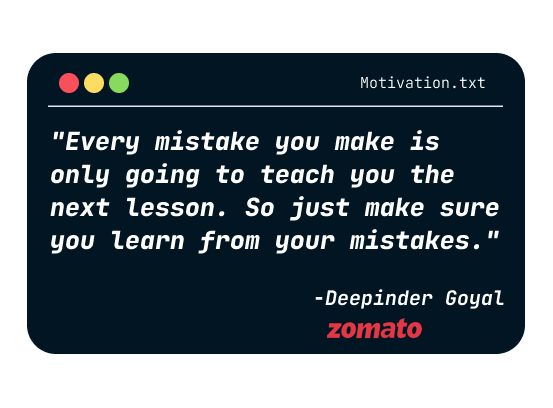 Motivation.txt
"Every mistake you make is
only going to teach you the
next lesson. So just make sure
you learn from your mistakes."
-Deepinder Goyal
zomato